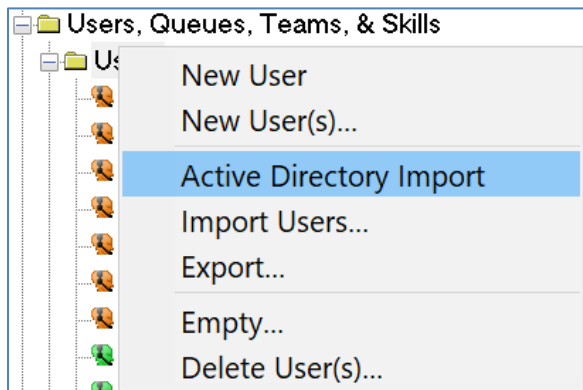 Users, Queues, Teams, & Skills
New User
New User(s)...
Active Directory Import
Import Users...
Export...
Empty...
Delete User(s)...